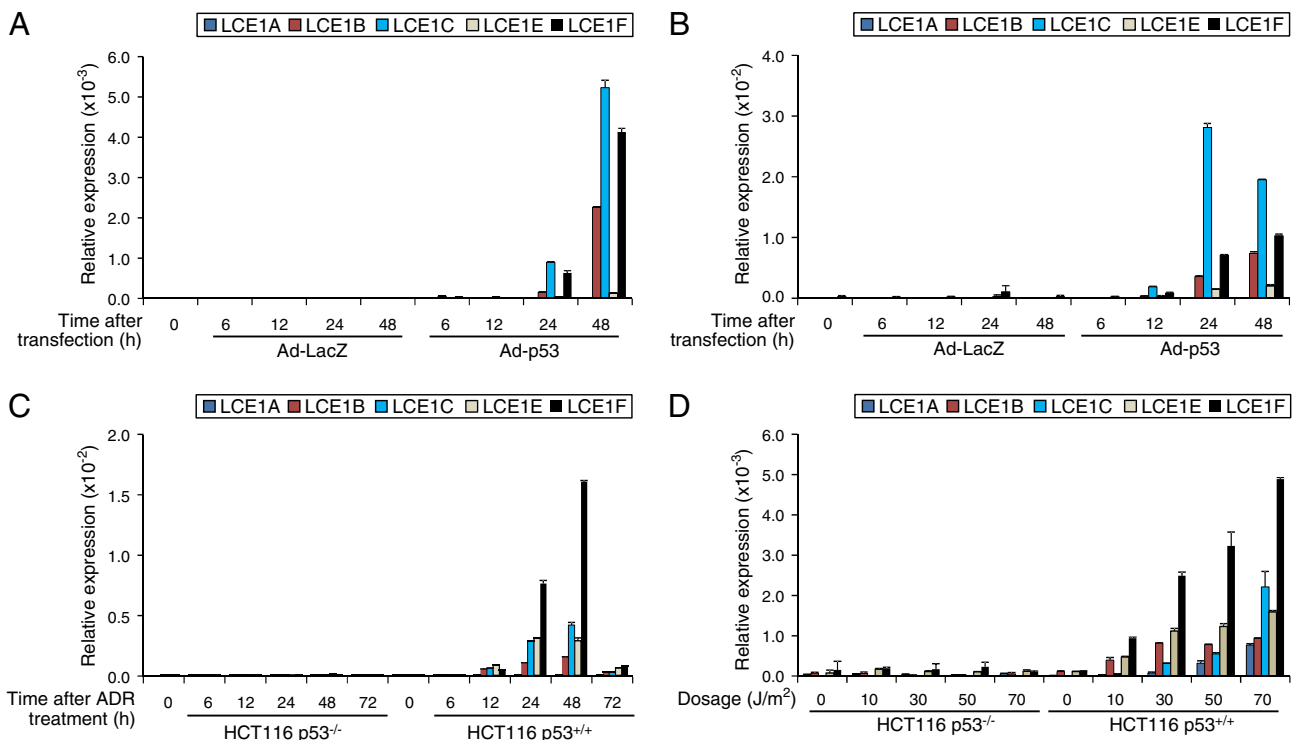 A
LCE1A LCE1B LCE1C LCE1E LCE1F
Relative expression (x10-3)
6.0
5.0
4.0
3.0
2.0
1.0
0.0
Time after transfection (h)
0 6 12 24 48 6 12 24 48
Ad-LacZ Ad-p53
B
LCE1A LCE1B LCE1C LCE1E LCE1F
Relative expression (x10-2)
4.0
3.0
2.0
1.0
0.0
Time after transfection (h)
0 6 12 24 48 6 12 24 48
Ad-LacZ Ad-p53
C
LCE1A LCE1B LCE1C LCE1E LCE1F
Relative expression (x10-2)
2.0
1.5
1.0
0.5
0.0
Time after ADR treatment (h)
0 6 12 24 48 72 0 6 12 24 48 72
HCT116 p53-/- HCT116 p53+/+
D
LCE1A LCE1B LCE1C LCE1E LCE1F
Relative expression (x10-3)
6.0
5.0
4.0
3.0
2.0
1.0
0.0
Dosage (J/m²)
0 10 30 50 70 0 10 30 50 70
HCT116 p53-/- HCT116 p53+/+